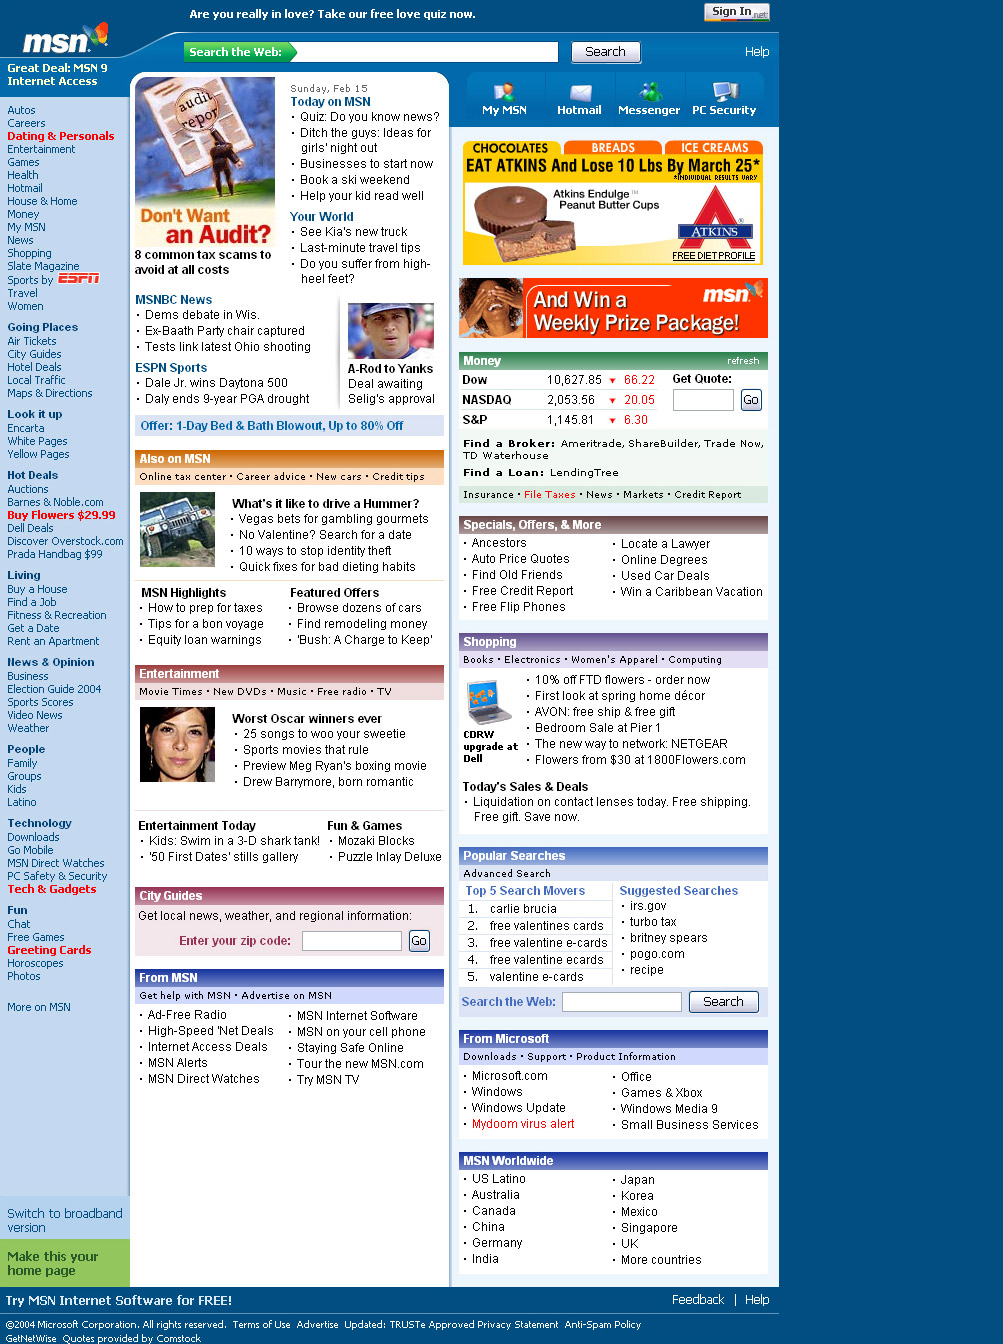 Are you really in love? Take our free love quiz now.
Sign In .net
msn
Search the Web:
Search
Help
Great Deal: MSN 9
Internet Access
My MSN
Hotmail
Messenger
PC Security
Autos
Careers
Dating & Personals
Entertainment
Games
Health
Hotmail
House & Home
Money
My MSN
News
Shopping
Slate Magazine
Sports by ESPN
Travel
Women
Going Places
Air Tickets
City Guides
Hotel Deals
Local Traffic
Maps & Directions
Look it up
Encarta
White Pages
Yellow Pages
Hot Deals
Auctions
Barnes & Noble.com
Buy Flowers $29.99
Dell Deals
Discover Overstock.com
Prada Handbag $99
Living
Buy a House
Find a Job
Fitness & Recreation
Get a Date
Rent an Apartment
News & Opinion
Business
Election Guide 2004
Sports Scores
Video News
Weather
People
Family
Groups
Kids
Latino
Technology
Downloads
Go Mobile
MSN Direct Watches
PC Safety & Security
Tech & Gadgets
Fun
Chat
Free Games
Greeting Cards
Horoscopes
Photos
More on MSN
Switch to broadband
version
Make this your
home page
audit
report
Don't Want
an Audit?
8 common tax scams to
avoid at all costs
Sunday, Feb 15
Today on MSN
· Quiz: Do you know news?
· Ditch the guys: Ideas for
girls' night out
· Businesses to start now
· Book a ski weekend
· Help your kid read well
Your World
· See Kia's new truck
· Last-minute travel tips
· Do you suffer from high-
heel feet?
MSNBC News
· Dems debate in Wis.
· Ex-Baath Party chair captured
· Tests link latest Ohio shooting
ESPN Sports
· Dale Jr. wins Daytona 500
· Daly ends 9-year PGA drought
A-Rod to Yanks
Deal awaiting
Selig's approval
Offer: 1-Day Bed & Bath Blowout, Up to 80% Off
Also on MSN
Online tax center · Career advice · New cars · Credit tips
What's it like to drive a Hummer?
· Vegas bets for gambling gourmets
· No Valentine? Search for a date
· 10 ways to stop identity theft
· Quick fixes for bad dieting habits
MSN Highlights
· How to prep for taxes
· Tips for a bon voyage
· Equity loan warnings
Featured Offers
· Browse dozens of cars
· Find remodeling money
· 'Bush: A Charge to Keep'
Entertainment
Movie Times · New DVDs · Music · Free radio · TV
Worst Oscar winners ever
· 25 songs to woo your sweetie
· Sports movies that rule
· Preview Meg Ryan's boxing movie
· Drew Barrymore, born romantic
Entertainment Today
· Kids: Swim in a 3-D shark tank!
· '50 First Dates' stills gallery
Fun & Games
· Mozaki Blocks
· Puzzle Inlay Deluxe
City Guides
Get local news, weather, and regional information:
Enter your zip code:
Go
From MSN
Get help with MSN · Advertise on MSN
· Ad-Free Radio
· High-Speed 'Net Deals
· Internet Access Deals
· MSN Alerts
· MSN Direct Watches
· MSN Internet Software
· MSN on your cell phone
· Staying Safe Online
· Tour the new MSN.com
· Try MSN TV
CHOCOLATES BREADS ICE CREAMS
EAT ATKINS And Lose 10 Lbs By March 25*
*INDIVIDUAL RESULTS VARY
Atkins Endulge™
Peanut Butter Cups
ATKINS
FREE DIET PROFILE
And Win a
Weekly Prize Package!
msn
Money
refresh
Dow 10,627.85 66.22
NASDAQ 2,053.56 20.05
S&P 1,145.81 6.30
Get Quote:
Go
Find a Broker: Ameritrade, ShareBuilder, Trade Now,
TD Waterhouse
Find a Loan: LendingTree
Insurance · File Taxes · News · Markets · Credit Report
Specials, Offers, & More
· Ancestors
· Auto Price Quotes
· Find Old Friends
· Free Credit Report
· Free Flip Phones
· Locate a Lawyer
· Online Degrees
· Used Car Deals
· Win a Caribbean Vacation
Shopping
Books · Electronics · Women's Apparel · Computing
CDRW
upgrade at
Dell
· 10% off FTD flowers - order now
· First look at spring home décor
· AVON: free ship & free gift
· Bedroom Sale at Pier 1
· The new way to network: NETGEAR
· Flowers from $30 at 1800Flowers.com
Today's Sales & Deals
· Liquidation on contact lenses today. Free shipping.
Free gift. Save now.
Popular Searches
Advanced Search
Top 5 Search Movers
1. carlie brucia
2. free valentines cards
3. free valentine e-cards
4. free valentine ecards
5. valentine e-cards
Suggested Searches
· irs.gov
· turbo tax
· britney spears
· pogo.com
· recipe
Search the Web:
Search
From Microsoft
Downloads · Support · Product Information
· Microsoft.com
· Windows
· Windows Update
· Mydoom virus alert
· Office
· Games & Xbox
· Windows Media 9
· Small Business Services
MSN Worldwide
· US Latino
· Australia
· Canada
· China
· Germany
· India
· Japan
· Korea
· Mexico
· Singapore
· UK
· More countries
Try MSN Internet Software for FREE!
Feedback | Help
©2004 Microsoft Corporation. All rights reserved. Terms of Use Advertise Updated: TRUSTe Approved Privacy Statement Anti-Spam Policy
GetNetWise Quotes provided by Comstock